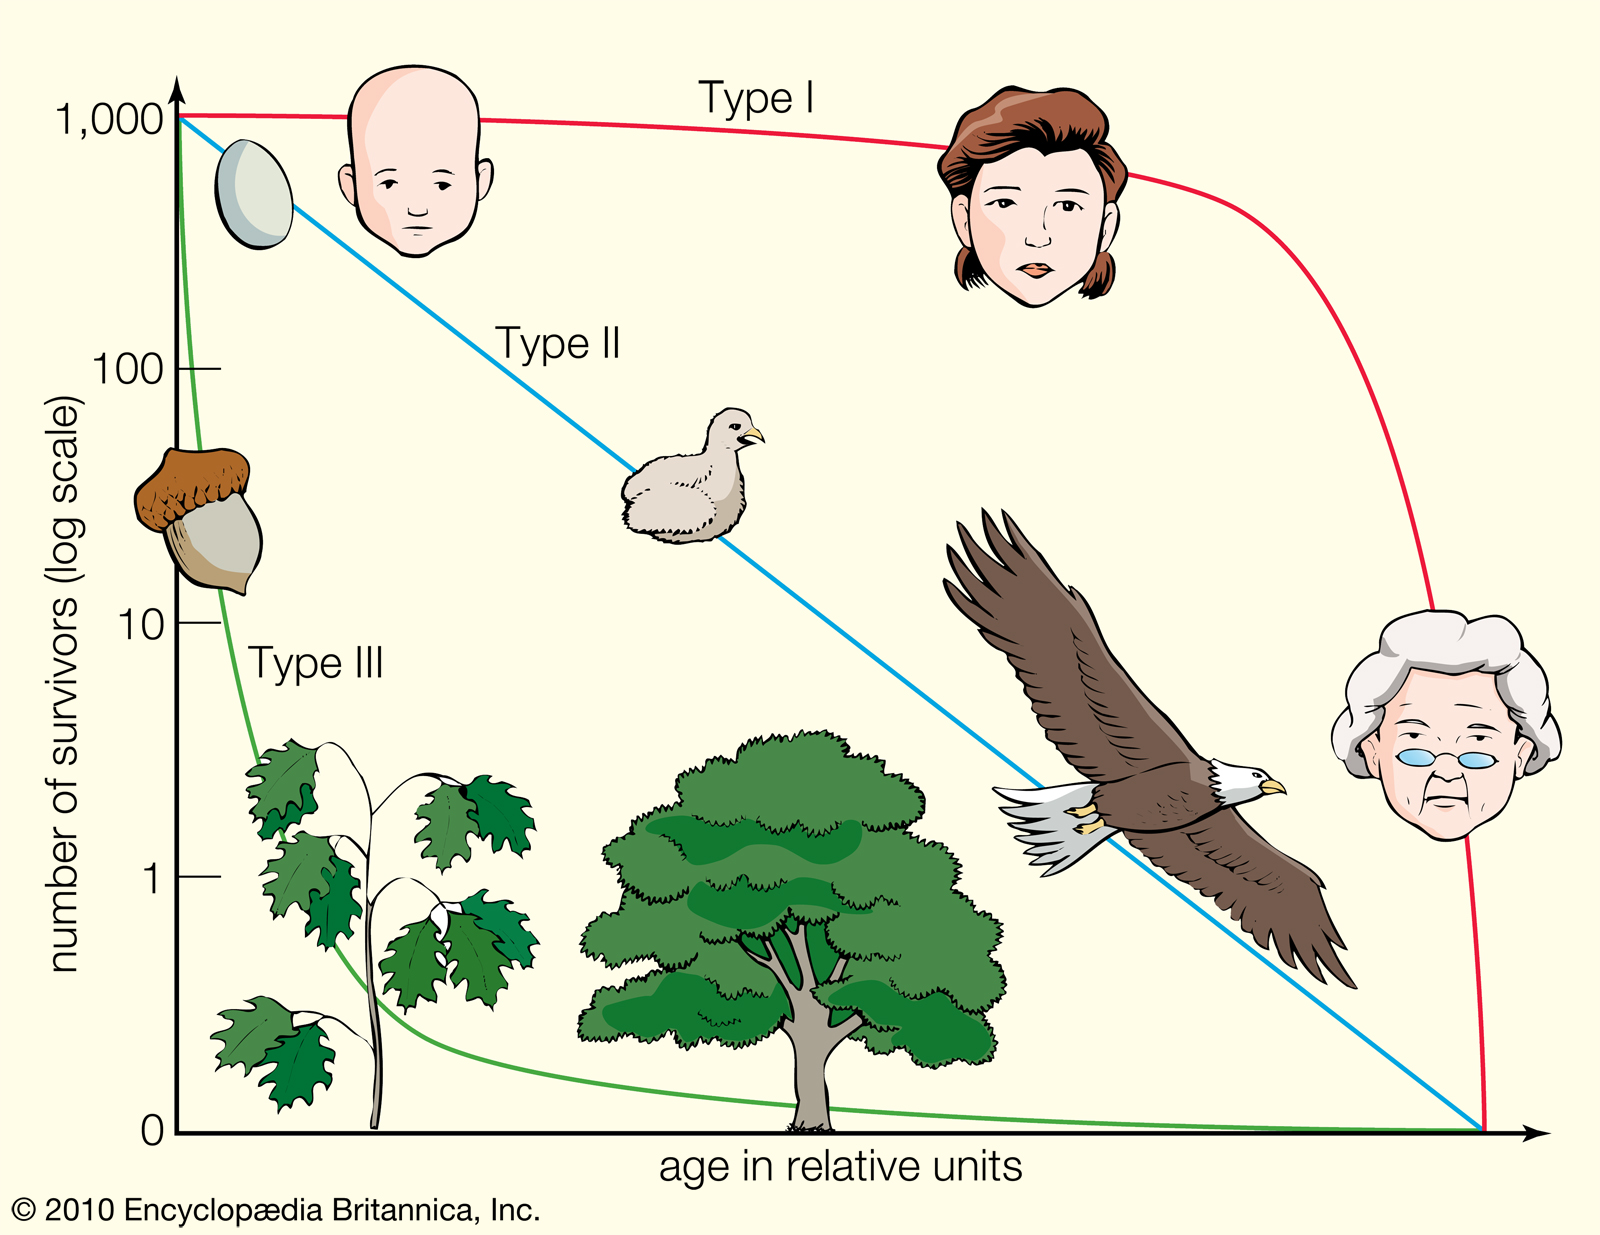 Type I
1,000
Type II
100
number of survivors (log scale)
10
Type III
1
0
age in relative units
© 2010 Encyclopædia Britannica, Inc.